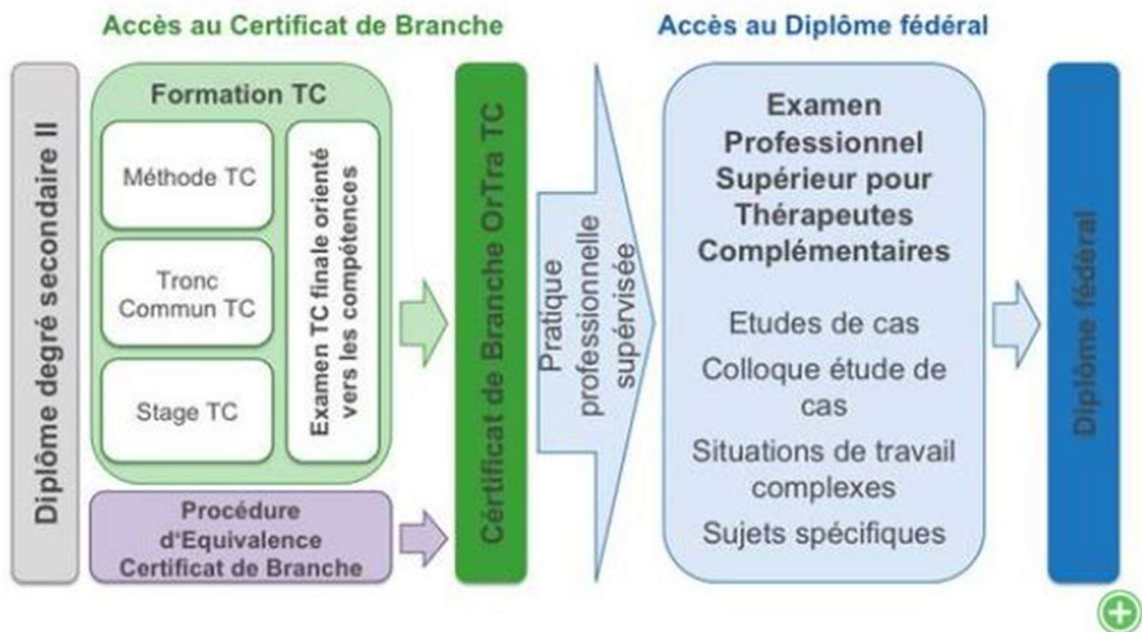 Accès au Certificat de Branche
Accès au Diplôme fédéral
Diplôme degré secondaire II
Formation TC
Méthode TC
Tronc
Commun TC
Stage TC
Examen TC finale orienté
vers les compétences
Procédure
d'Equivalence
Certificat de Branche
Cértificat de Branche OrTra TC
Pratique
professionnelle
supérvisée
Examen
Professionnel
Supérieur pour
Thérapeutes
Complémentaires
Etudes de cas
Colloque étude de
cas
Situations de travail
complexes
Sujets spécifiques
Diplôme fédéral